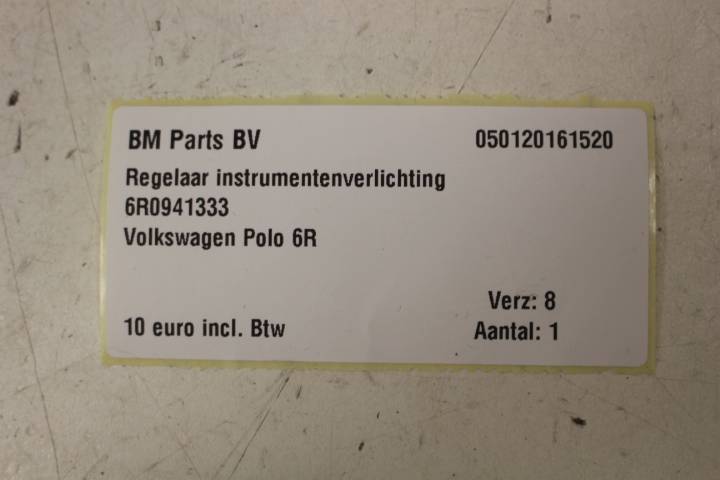 BM Parts BV 050120161520
Regelaar instrumentenverlichting
6R0941333
Volkswagen Polo 6R
Verz: 8
10 euro incl. Btw Aantal: 1